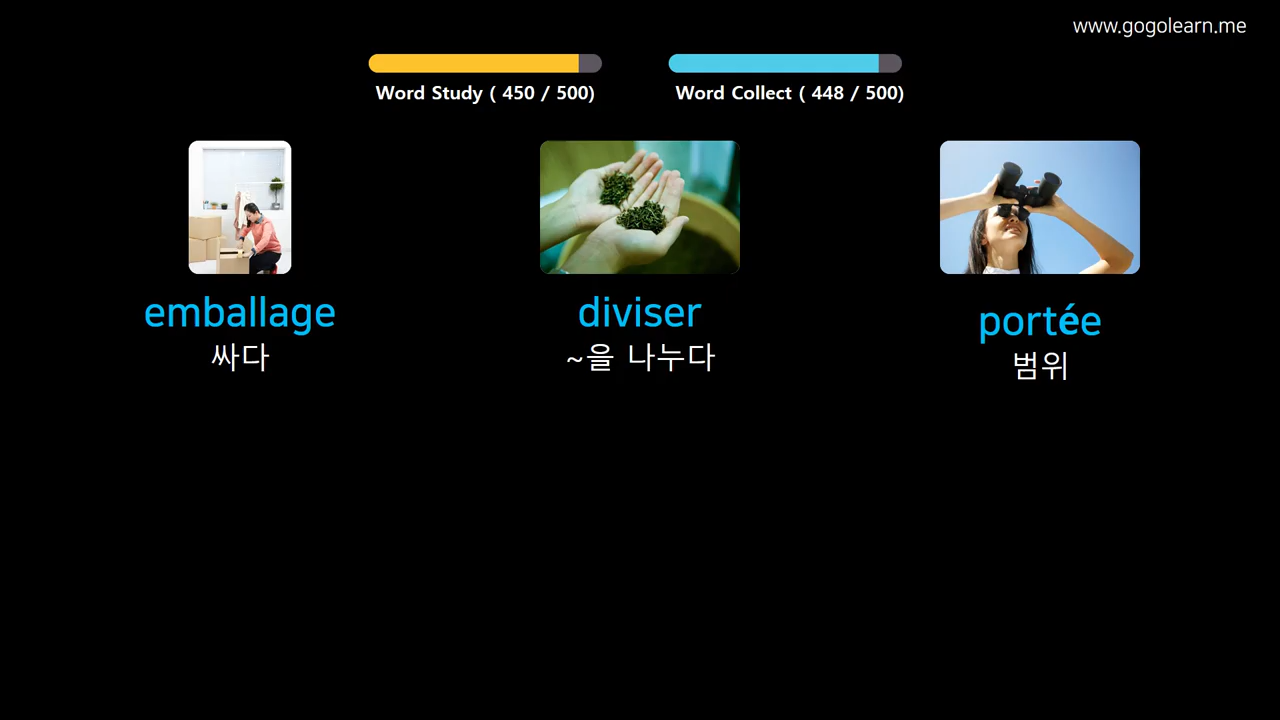 www.gogolearn.me
Word Study ( 450 / 500)
Word Collect ( 448 / 500)
emballage
싸다
diviser
~을 나누다
portée
범위